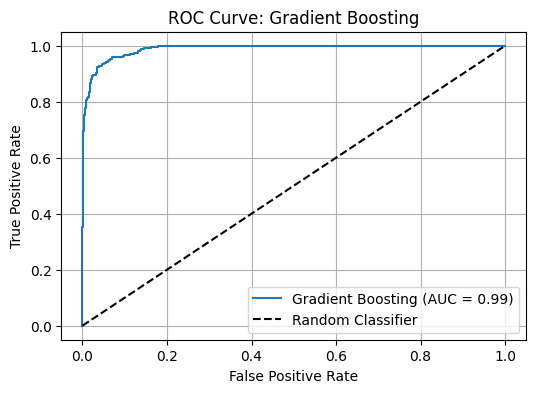 ROC Curve: Gradient Boosting
True Positive Rate
1.0
0.8
0.6
0.4
0.2
0.0
Gradient Boosting (AUC = 0.99)
Random Classifier
0.0 0.2 0.4 0.6 0.8 1.0
False Positive Rate